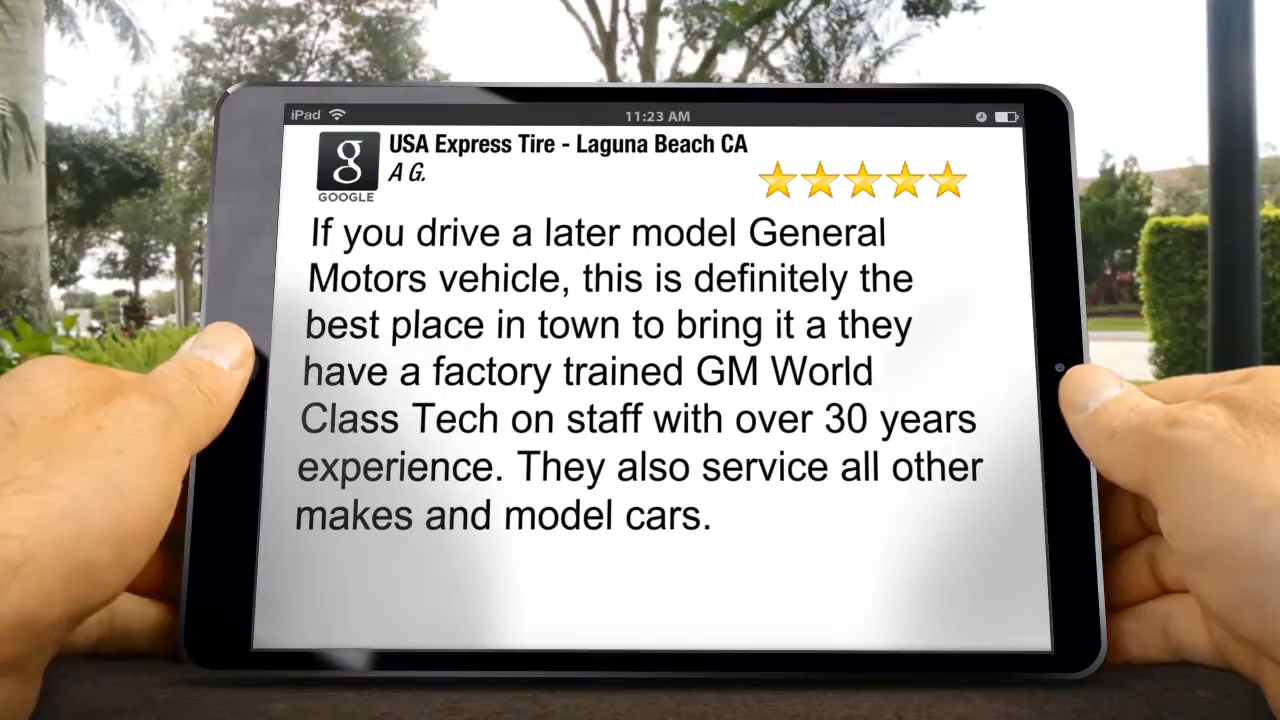 iPad 11:23 AM
g USA Express Tire - Laguna Beach CA
A G.
GOOGLE
If you drive a later model General
Motors vehicle, this is definitely the
best place in town to bring it a they
have a factory trained GM World
Class Tech on staff with over 30 years
experience. They also service all other
makes and model cars.